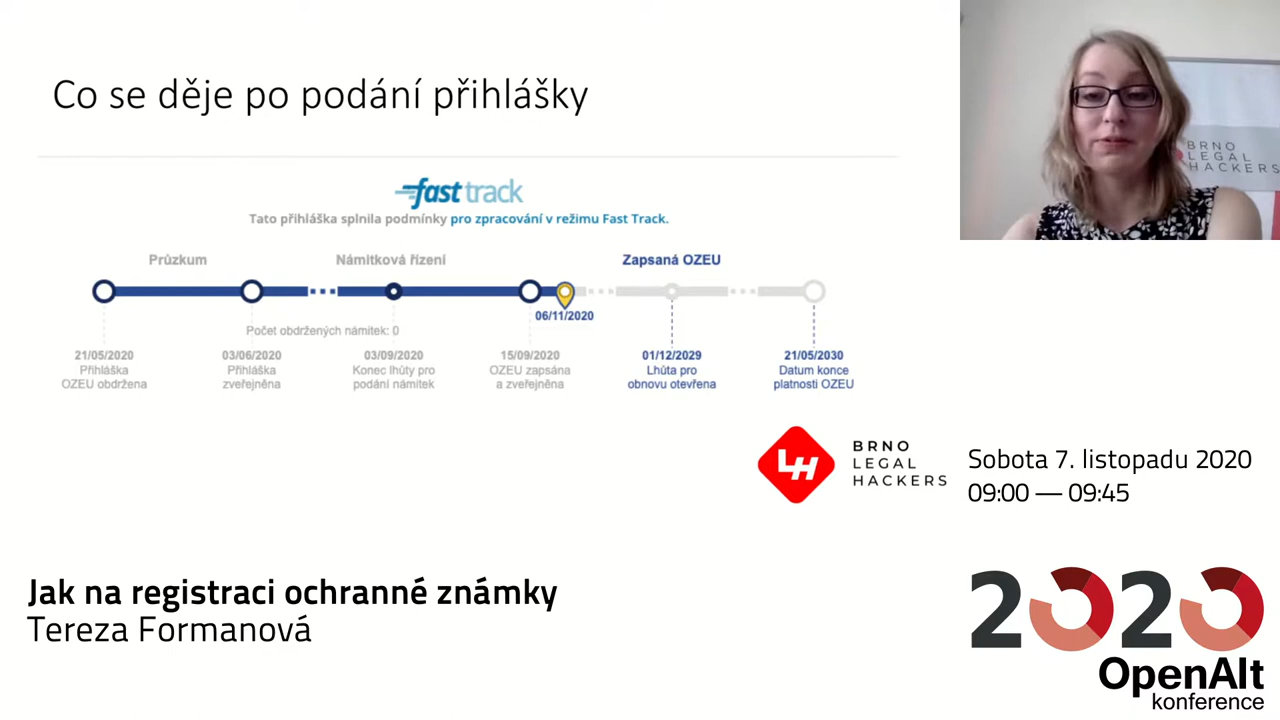 Co se děje po podání přihlášky
fast track
Tato přihláška splnila podmínky pro zpracování v režimu Fast Track.
Průzkum
Námitková řízení
Zapsaná OZEU
06/11/2020
Počet obdržených námitek: 0
21/05/2020
Přihláška
OZEU obdržena
03/06/2020
Přihláška
zveřejněna
03/09/2020
Konec lhůty pro
podání námitek
15/09/2020
OZEU zapsána
a zveřejněna
01/12/2029
Lhůta pro
obnovu otevřena
21/05/2030
Datum konce
platnosti OZEU
BRNO
LEGAL
HACKERS
LH
BRNO
LEGAL
HACKERS
Sobota 7. listopadu 2020
09:00 — 09:45
Jak na registraci ochranné známky
Tereza Formanová
2020
OpenAlt
konference